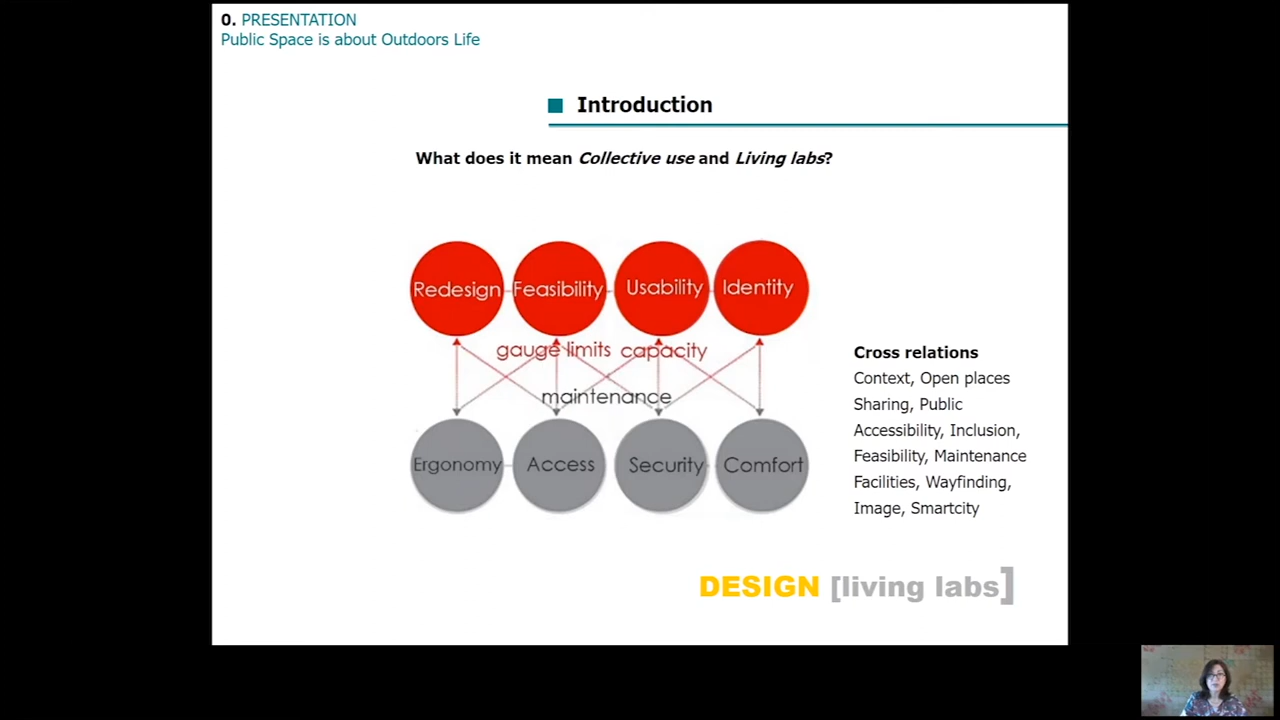 0. PRESENTATION
Public Space is about Outdoors Life
Introduction
What does it mean Collective use and Living labs?
Redesign Feasibility Usability Identity
gauge limits capacity
maintenance
Ergonomy Access Security Comfort
Cross relations
Context, Open places
Sharing, Public
Accessibility, Inclusion,
Feasibility, Maintenance
Facilities, Wayfinding,
Image, Smartcity
DESIGN [living labs]